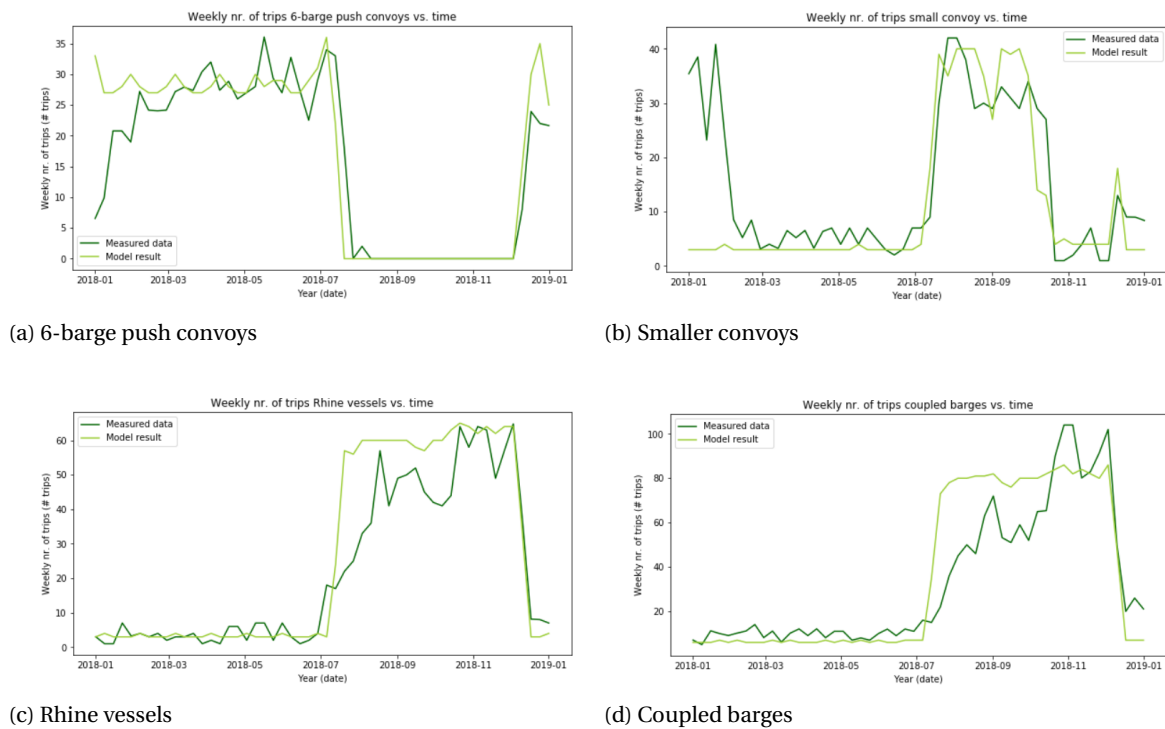 Weekly nr. of trips 6-barge push convoys vs. time
Weekly nr. of trips (# trips)
35
30
25
20
15
10
5
0
Measured data
Model result
2018-01 2018-03 2018-05 2018-07 2018-09 2018-11 2019-01
Year (date)
(a) 6-barge push convoys
Weekly nr. of trips small convoy vs. time
Weekly nr. of trips (# trips)
40
30
20
10
0
Measured data
Model result
2018-01 2018-03 2018-05 2018-07 2018-09 2018-11 2019-01
Year (date)
(b) Smaller convoys
Weekly nr. of trips Rhine vessels vs. time
Weekly nr. of trips (# trips)
60
50
40
30
20
10
0
Measured data
Model result
2018-01 2018-03 2018-05 2018-07 2018-09 2018-11 2019-01
Year (date)
(c) Rhine vessels
Weekly nr. of trips coupled barges vs. time
Weekly nr. of trips (# trips)
100
80
60
40
20
Measured data
Model result
2018-01 2018-03 2018-05 2018-07 2018-09 2018-11 2019-01
Year (date)
(d) Coupled barges